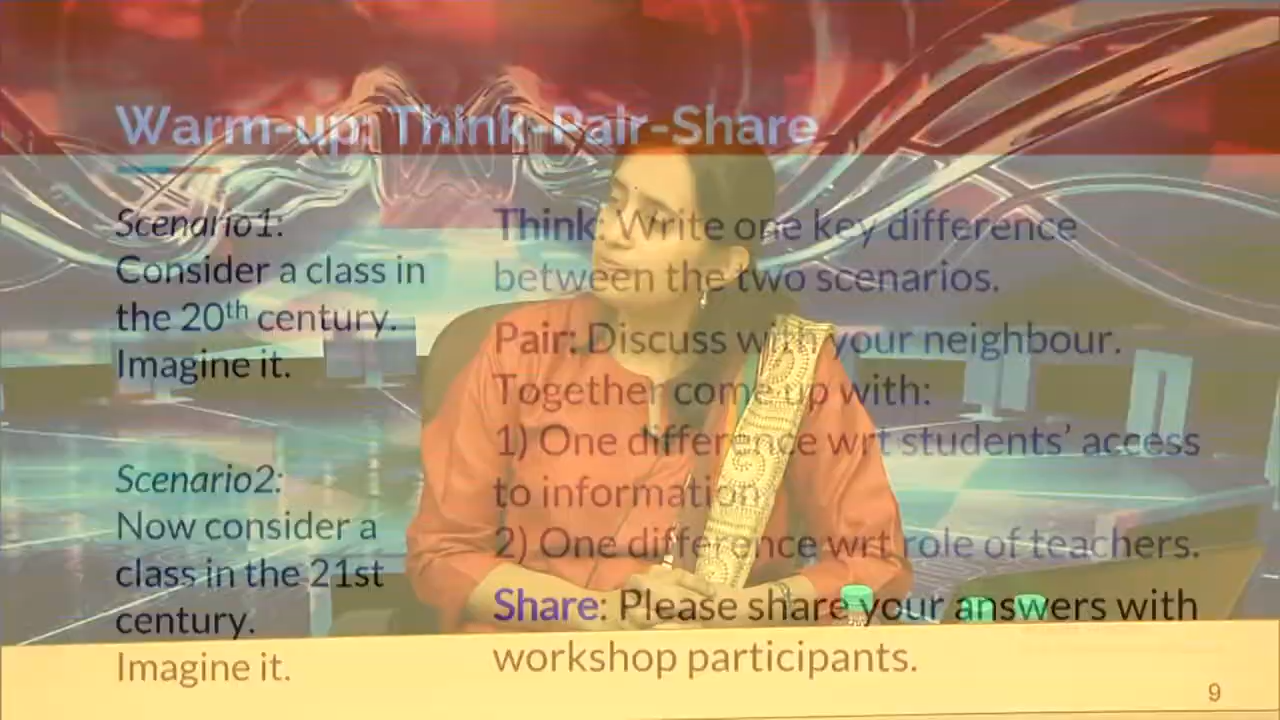 Warm-up: Think-Pair-Share
Scenario1:
Consider a class in
the 20th century.
Imagine it.
Scenario2:
Now consider a
class in the 21st
century.
Imagine it.
Think: Write one key difference
between the two scenarios.
Pair: Discuss with your neighbour.
Together come up with:
1) One difference wrt students’ access
to information
2) One difference wrt role of teachers.
Share: Please share your answers with
workshop participants.
9